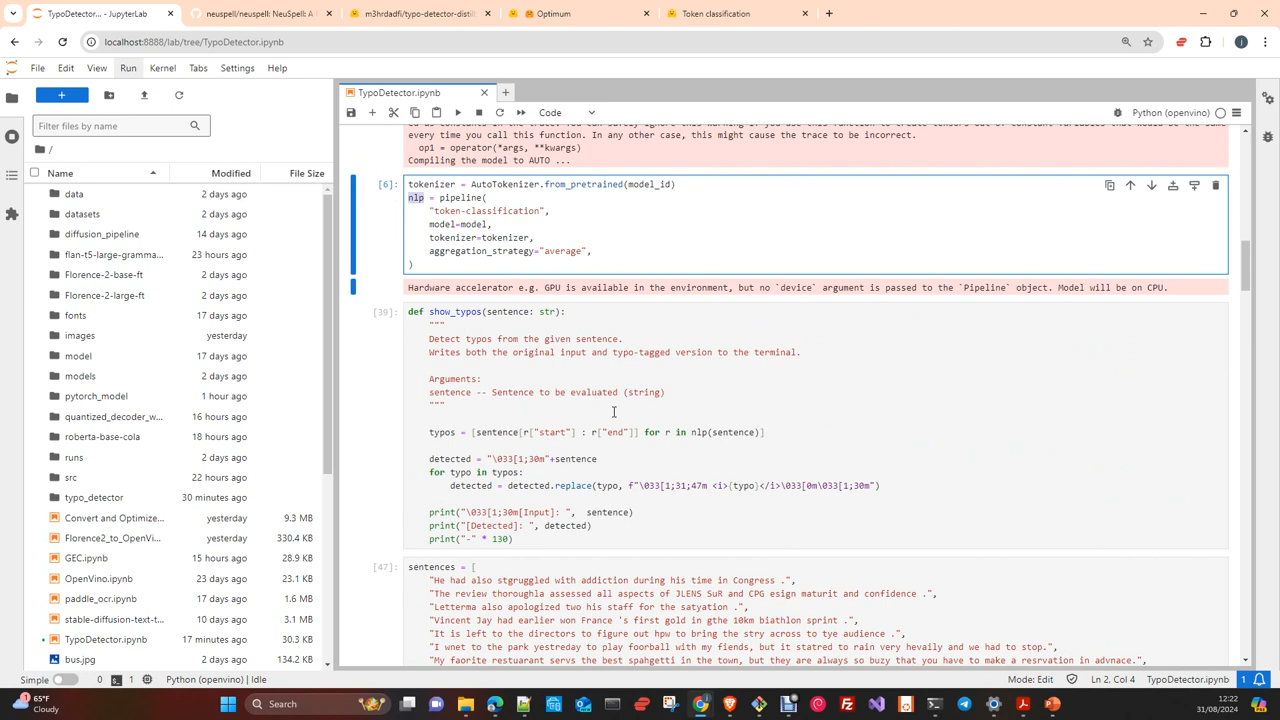 TypoDetector... - JupyterLab
neuspell/neuspell: NeuSpell: A
m3hrdadfi/typo-detector-distil
Optimum
Token classification
localhost:8888/lab/tree/TypoDetector.ipynb
File Edit View Run Kernel Tabs Settings Help
TypoDetector.ipynb
Filter files by name
Code
Python (openvino)
/
Name Modified File Size
data 2 days ago
datasets 2 days ago
diffusion_pipeline 14 days ago
flan-t5-large-gramma... 23 hours ago
Florence-2-base-ft 2 days ago
Florence-2-large-ft 2 days ago
fonts 17 days ago
images yesterday
model 17 days ago
models 2 days ago
pytorch_model 1 hour ago
quantized_decoder_w... yesterday
roberta-base-cola 18 hours ago
runs 18 hours ago
src 22 hours ago
typo_detector 30 minutes ago
Convert and Optimize... yesterday 9.3 MB
Florence2_to_OpenVi... yesterday 330.4 KB
GEC.ipynb 15 hours ago 28.9 KB
OpenVino.ipynb 23 days ago 23.1 KB
paddle_ocr.ipynb 17 days ago 1.6 MB
stable-diffusion-text-t... 5 days ago 3.1 MB
TypoDetector.ipynb 17 minutes ago 30.3 KB
bus.jpg 2 days ago 134.2 KB
every time you call this function. In any other case, this might cause the trace to be incorrect.
op1 = operator(*args, **kwargs)
Compiling the model to AUTO ...
[6]: tokenizer = AutoTokenizer.from_pretrained(model_id)
nlp = pipeline(
"token-classification",
model=model,
tokenizer=tokenizer,
aggregation_strategy="average",
)
Hardware accelerator e.g. GPU is available in the environment, but no `device` argument is passed to the `Pipeline` object. Model will be on CPU.
[39]: def show_typos(sentence: str):
"""
Detect typos from the given sentence.
Writes both the original input and typo-tagged version to the terminal.
Arguments:
sentence -- Sentence to be evaluated (string)
"""
typos = [sentence[r["start"] : r["end"]] for r in nlp(sentence)]
detected = "\033[1;30m"+sentence
for typo in typos:
detected = detected.replace(typo, f"\033[1;31;47m <i>{typo}</i>\033[0m\033[1;30m")
print("\033[1;30m[Input]: ", sentence)
print("[Detected]: ", detected)
print("-" * 130)
[47]: sentences = [
"He had also stgruggled with addiction during his time in Congress .",
"The review thoroughla assessed all aspects of JLENS SuR and CPG esign maturit and confidence .",
"Letterma also apologized two his staff for the satyation .",
"Vincent Jay had earlier won France 's first gold in gthe 10km biathlon sprint .",
"It is left to the directors to figure out hpw to bring the stry across to tye audience .",
"I wnet to the park yestreday to play foorball with my fiends, but it statred to rain very hevaily and we had to stop.",
"My faorite restuarant servs the best spahgetti in the town, but they are always so buzy that you have to make a resrvation in advnace.",
Simple 0 1 Python (openvino) | Idle Mode: Edit Ln 2, Col 4 TypoDetector.ipynb 1
65°F
Cloudy
Search
12:22
31/08/2024